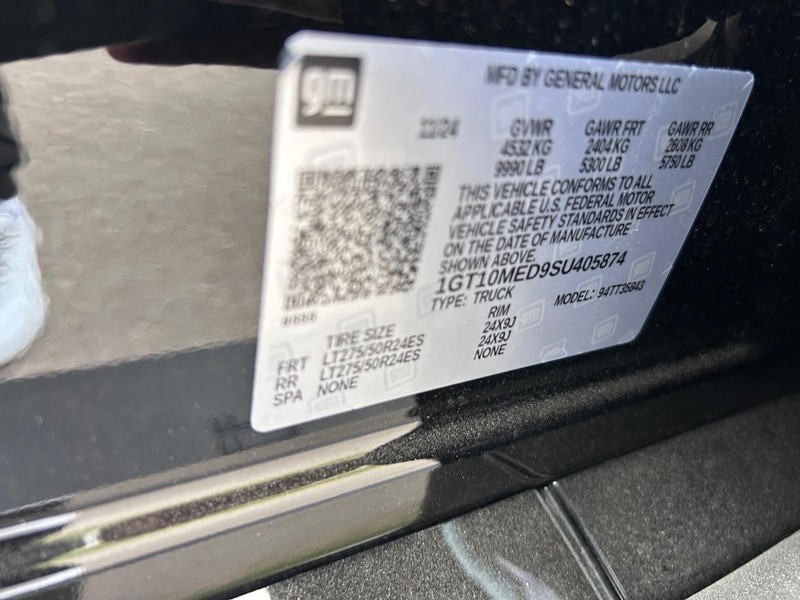 gm
MFD BY GENERAL MOTORS LLC
11/24 GVWR GAWR FRT GAWR RR
4532 KG 2404 KG 2608 KG
9990 LB 5300 LB 5750 LB
THIS VEHICLE CONFORMS TO ALL
APPLICABLE U.S. FEDERAL MOTOR
VEHICLE SAFETY STANDARDS IN EFFECT
ON THE DATE OF MANUFACTURE
SHOWN ABOVE.
1GT10MED9SU405874
TYPE: TRUCK MODEL: 94TT35843
TIRE SIZE RIM
FRT LT275/50R24ES 24X9J
RR LT275/50R24ES 24X9J
SPA NONE NONE